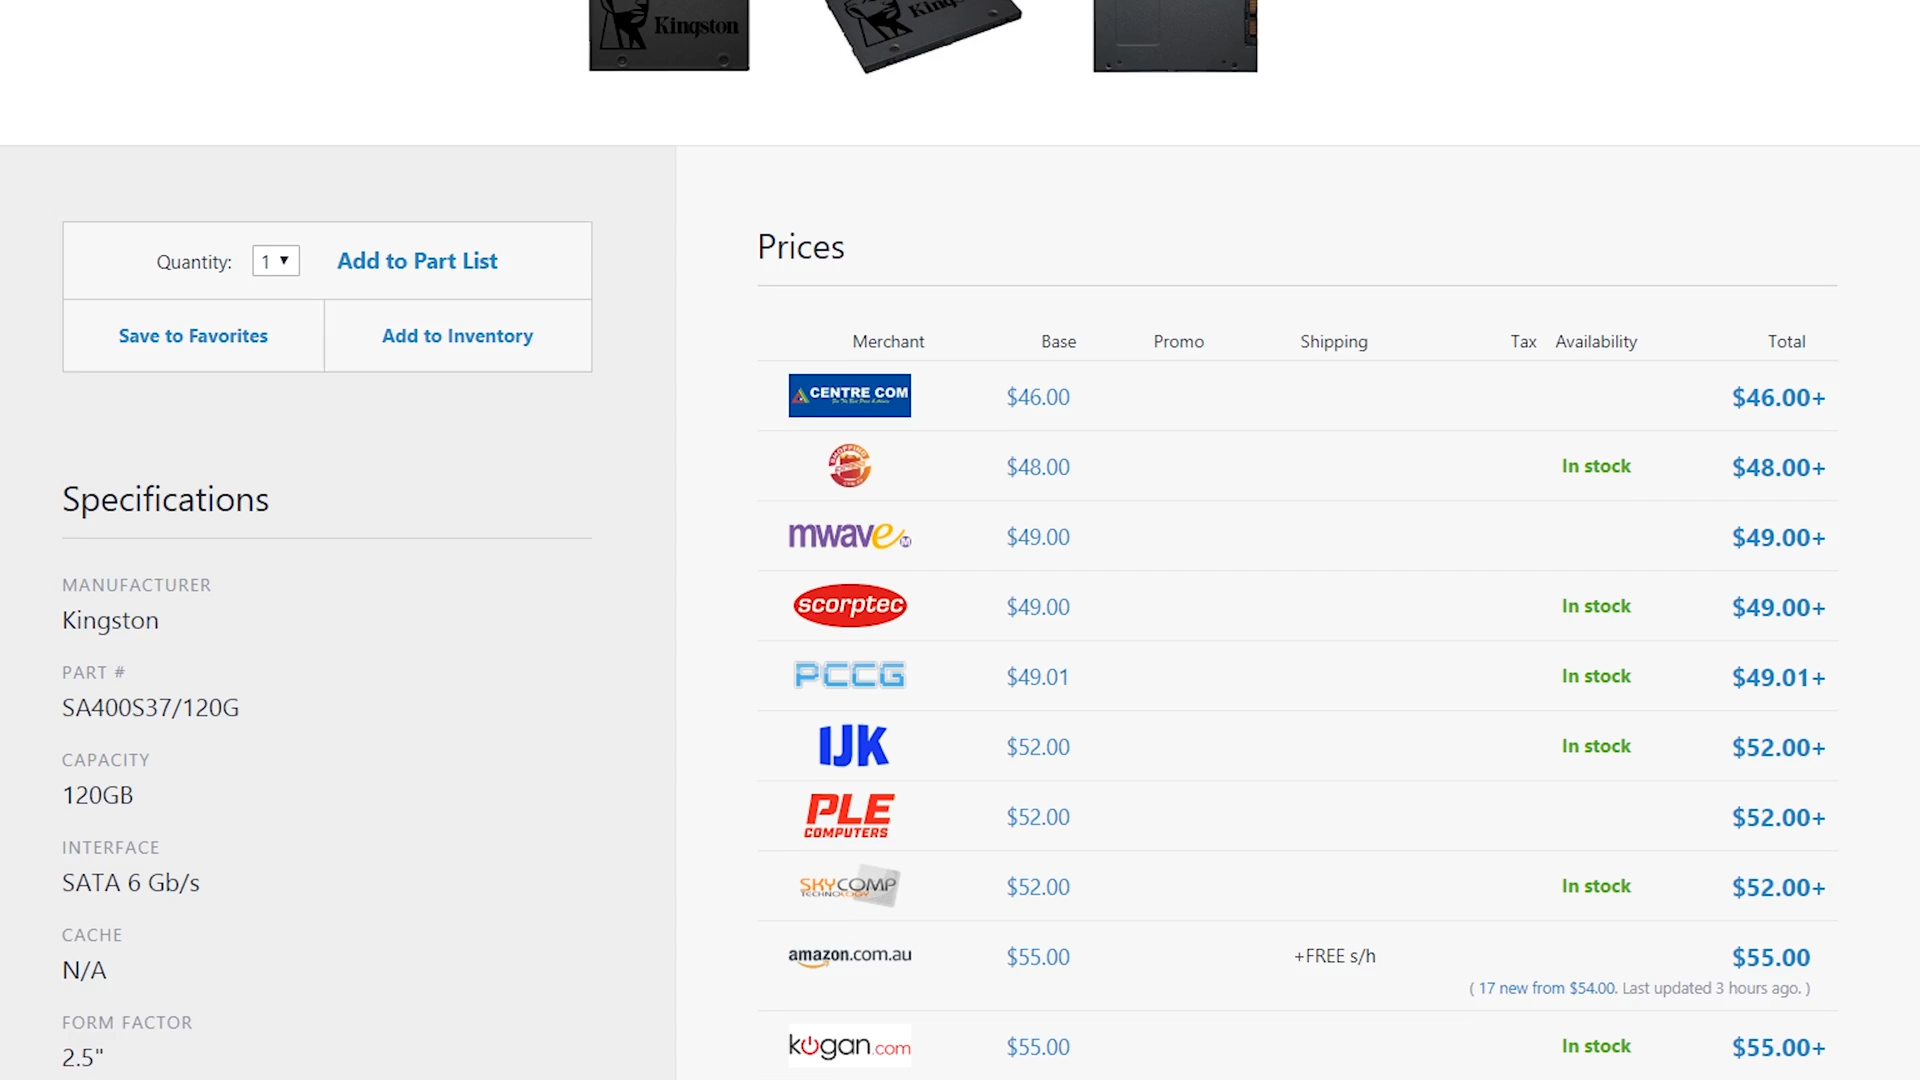 Kingston
Quantity: 1 Add to Part List
Save to Favorites Add to Inventory
Specifications
MANUFACTURER
Kingston
PART #
SA400S37/120G
CAPACITY
120GB
INTERFACE
SATA 6 Gb/s
CACHE
N/A
FORM FACTOR
2.5"
Prices
Merchant Base Promo Shipping Tax Availability Total
CENTRE COM $46.00 $46.00+
SHOPPING EXPRESS $48.00 In stock $48.00+
mwave M $49.00 $49.00+
scorptec $49.00 In stock $49.00+
PCCG $49.01 In stock $49.01+
IJK $52.00 In stock $52.00+
PLE COMPUTERS $52.00 $52.00+
SKYCOMP TECHNOLOGY $52.00 In stock $52.00+
amazon.com.au $55.00 +FREE s/h $55.00
( 17 new from $54.00. Last updated 3 hours ago. )
kogan.com $55.00 In stock $55.00+